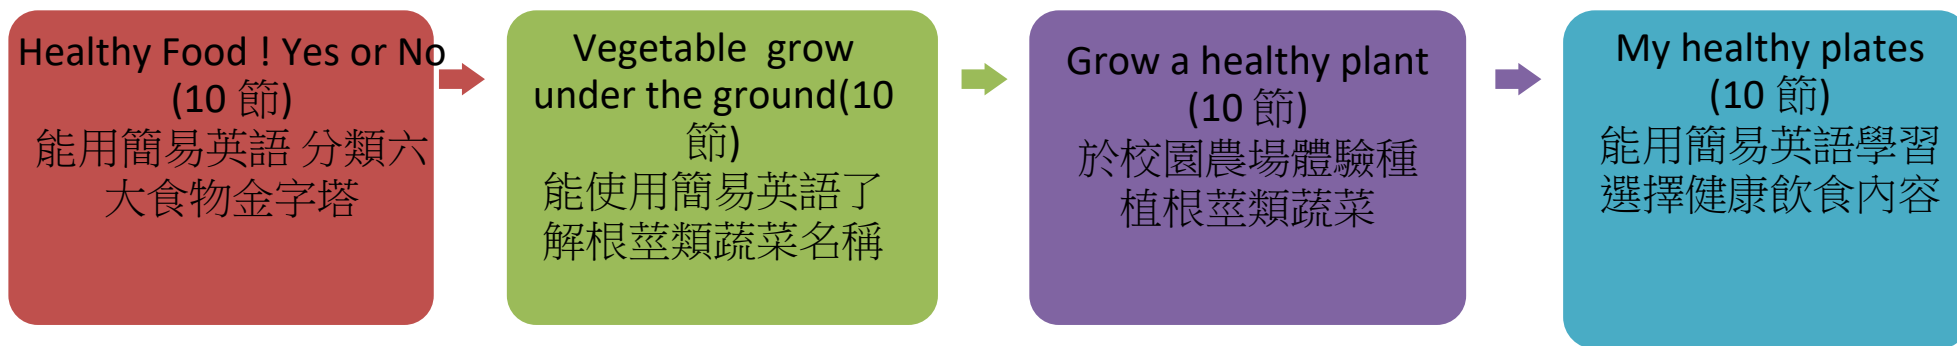 Healthy Food ! Yes or No
(10 節)
能用簡易英語 分類六
大食物金字塔
Vegetable  grow
under the ground(10
節)
能使用簡易英語了
解根莖類蔬菜名稱
Grow a healthy plant
(10 節)
於校園農場體驗種
植根莖類蔬菜
My healthy plates
(10 節)
能用簡易英語學習
選擇健康飲食內容